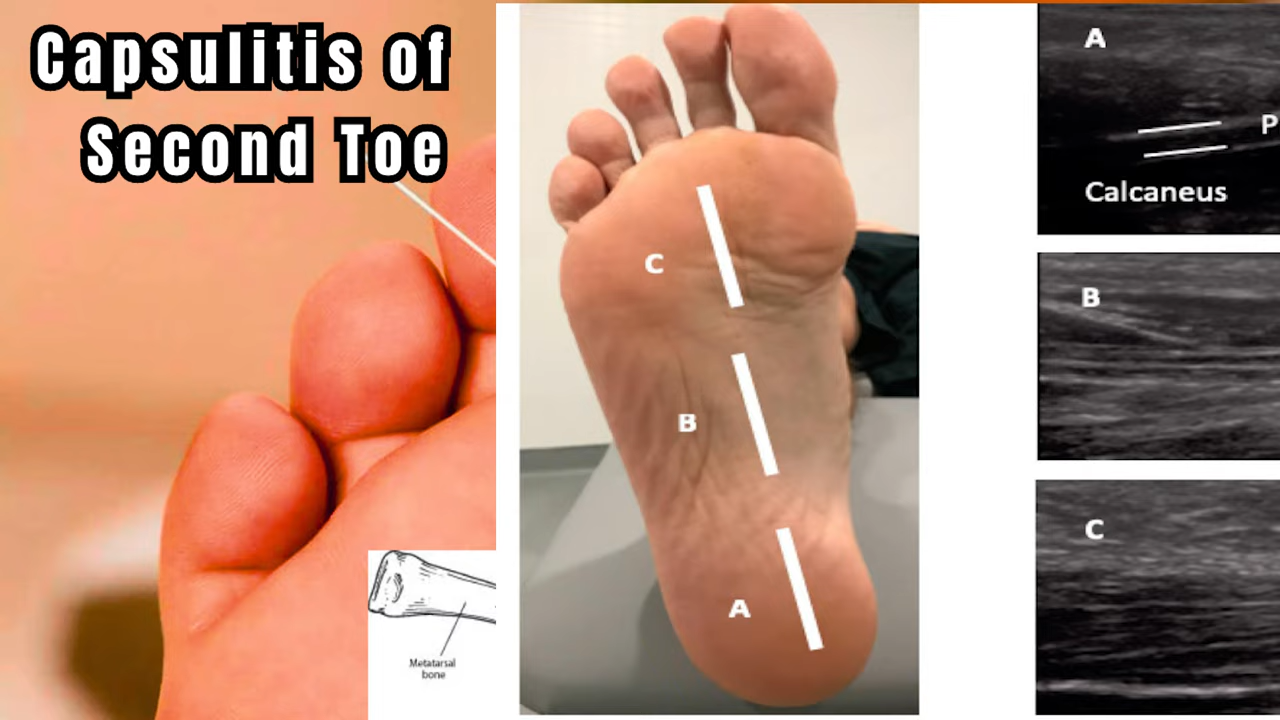 Capsulitis of
Second Toe
Metatarsal
bone
C
B
A
A
P
Calcaneus
B
C